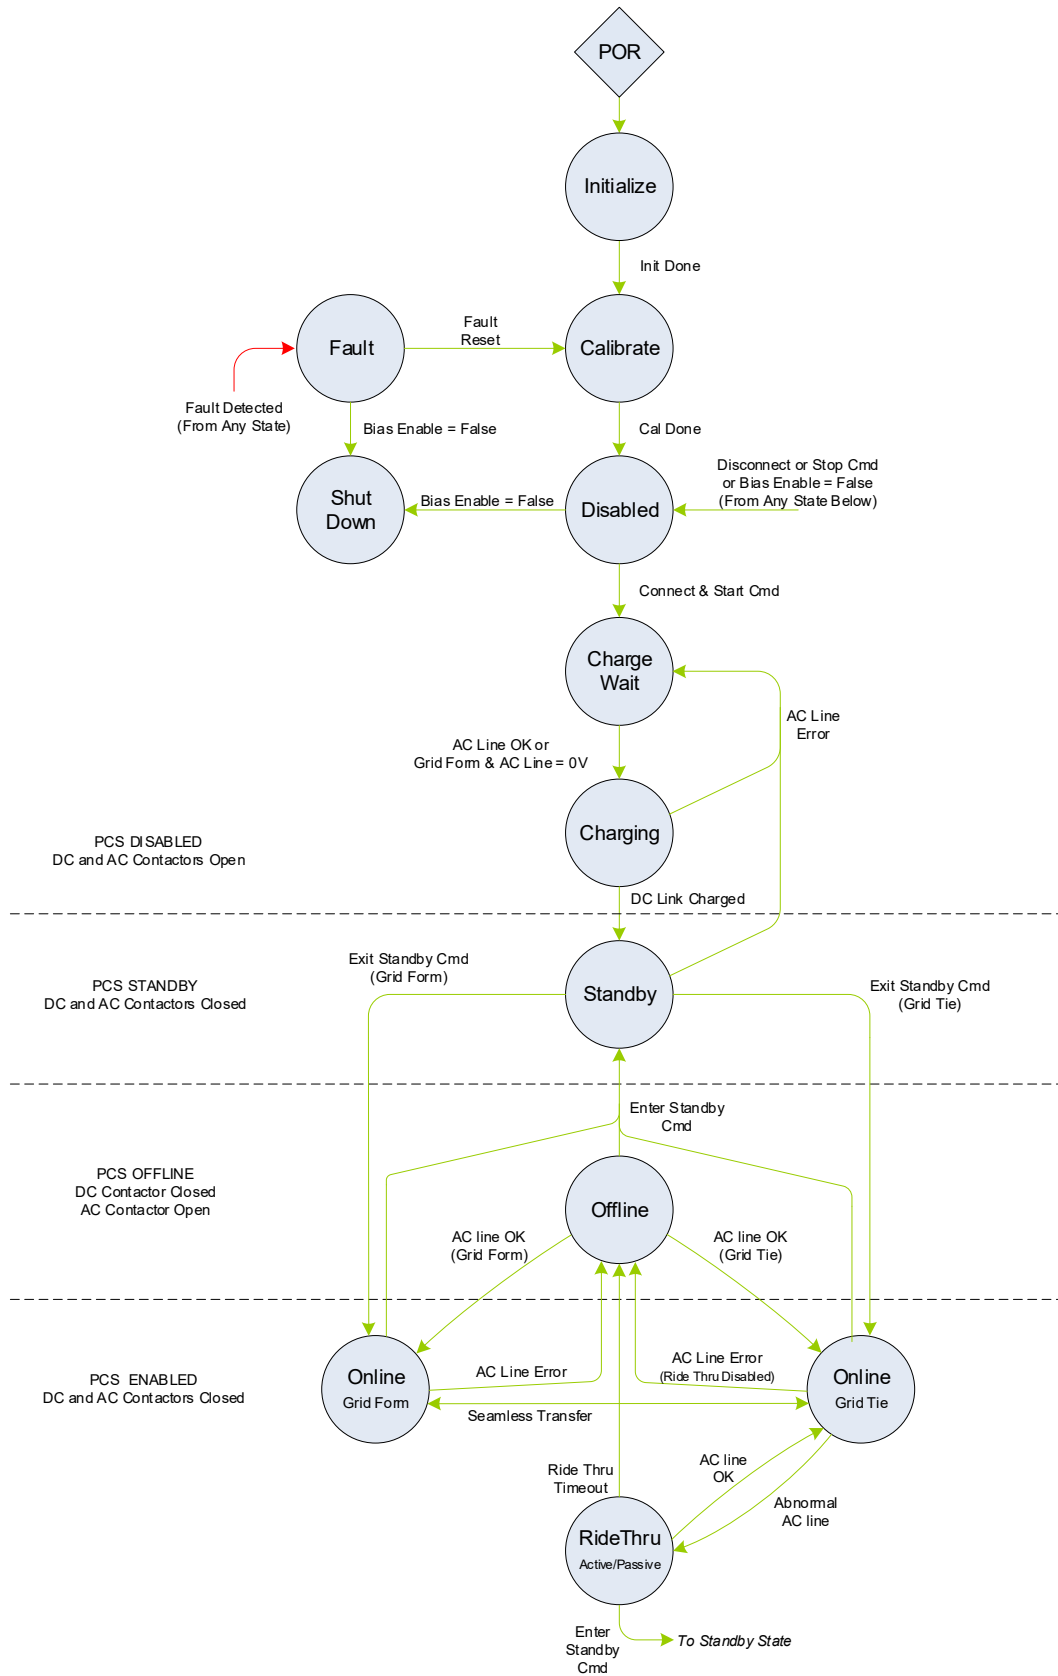 POR
Initialize
Init Done
Fault
Fault
Reset
Calibrate
Fault Detected
(From Any State)
Bias Enable = False
Cal Done
Shut
Down
Bias Enable = False
Disabled
Disconnect or Stop Cmd
or Bias Enable = False
(From Any State Below)
Connect & Start Cmd
Charge
Wait
AC Line
Error
AC Line OK or
Grid Form & AC Line = 0V
Charging
PCS DISABLED
DC and AC Contactors Open
DC Link Charged
Exit Standby Cmd
(Grid Form)
PCS STANDBY
DC and AC Contactors Closed
Standby
Exit Standby Cmd
(Grid Tie)
Enter Standby
Cmd
PCS OFFLINE
DC Contactor Closed
AC Contactor Open
Offline
AC line OK
(Grid Form)
AC line OK
(Grid Tie)
PCS ENABLED
DC and AC Contactors Closed
Online
Grid Form
AC Line Error
AC Line Error
(Ride Thru Disabled)
Online
Grid Tie
Seamless Transfer
Ride Thru
Timeout
AC line
OK
Abnormal
AC line
RideThru
Active/Passive
Enter
Standby
Cmd
To Standby State